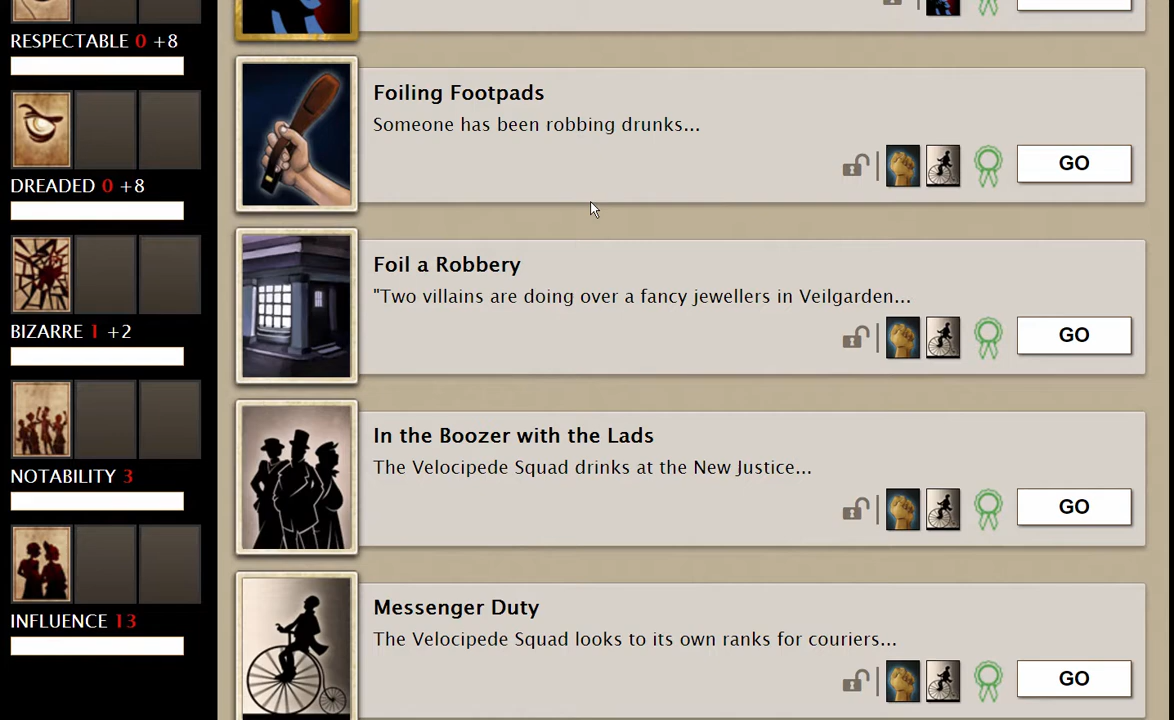 RESPECTABLE 0 +8
DREADED 0 +8
BIZARRE 1 +2
NOTABILITY 3
INFLUENCE 13
Foiling Footpads
Someone has been robbing drunks...
GO
Foil a Robbery
"Two villains are doing over a fancy jewellers in Veilgarden...
GO
In the Boozer with the Lads
The Velocipede Squad drinks at the New Justice...
GO
Messenger Duty
The Velocipede Squad looks to its own ranks for couriers...
GO